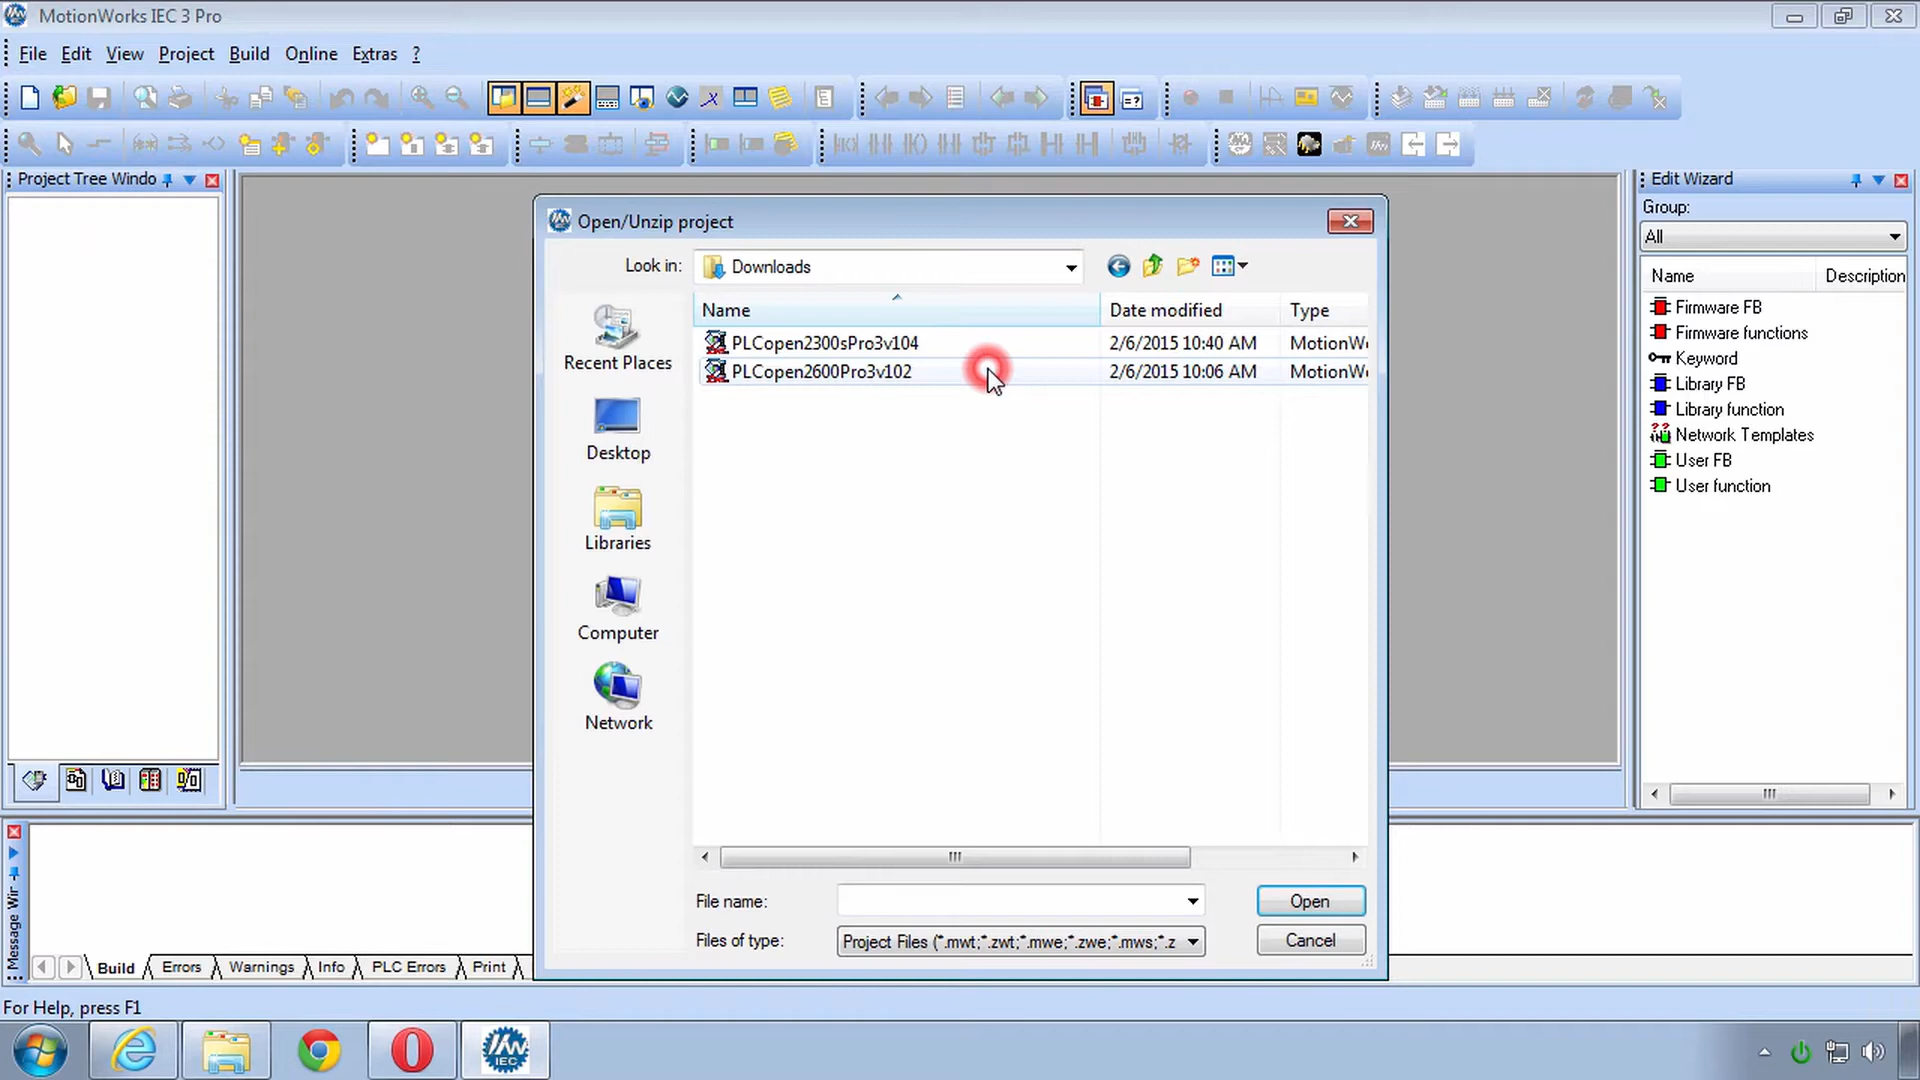 MotionWorks IEC 3 Pro
File Edit View Project Build Online Extras ?
Project Tree Windo
Edit Wizard
Group:
All
Name Description
Firmware FB
Firmware functions
Keyword
Library FB
Library function
Network Templates
User FB
User function
Open/Unzip project
Look in: Downloads
Name Date modified Type
PLCopen2300sPro3v104 2/6/2015 10:40 AM MotionWo
PLCopen2600Pro3v102 2/6/2015 10:06 AM MotionWo
Recent Places
Desktop
Libraries
Computer
Network
File name:
Open
Files of type: Project Files (*.mwt;*.zwt;*.mwe;*.zwe;*.mws;*.z
Cancel
Message Wir
Build Errors Warnings Info PLC Errors Print
For Help, press F1
IEC